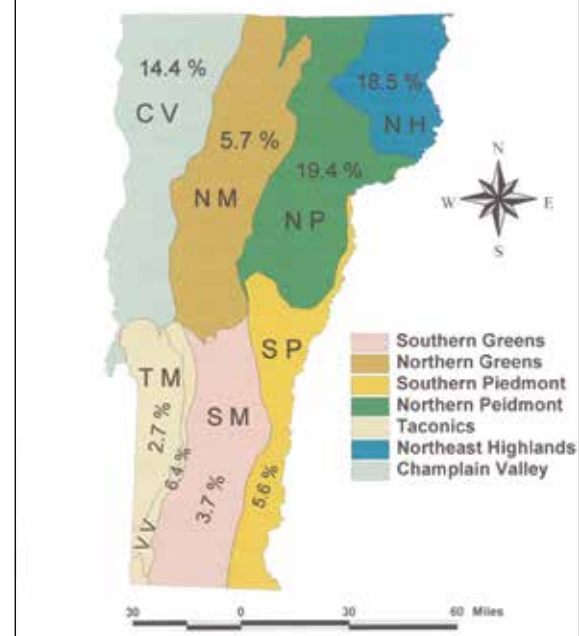 14.4 %
C V
18.5 %
N H
5.7 %
N M
19.4 %
N P
N
W
E
S
S P
T M
2.7 %
6.4 %
V V
S M
3.7 %
5.6 %
Southern Greens
Northern Greens
Southern Piedmont
Northern Peidmont
Taconics
Northeast Highlands
Champlain Valley
30 0 30 60 Miles